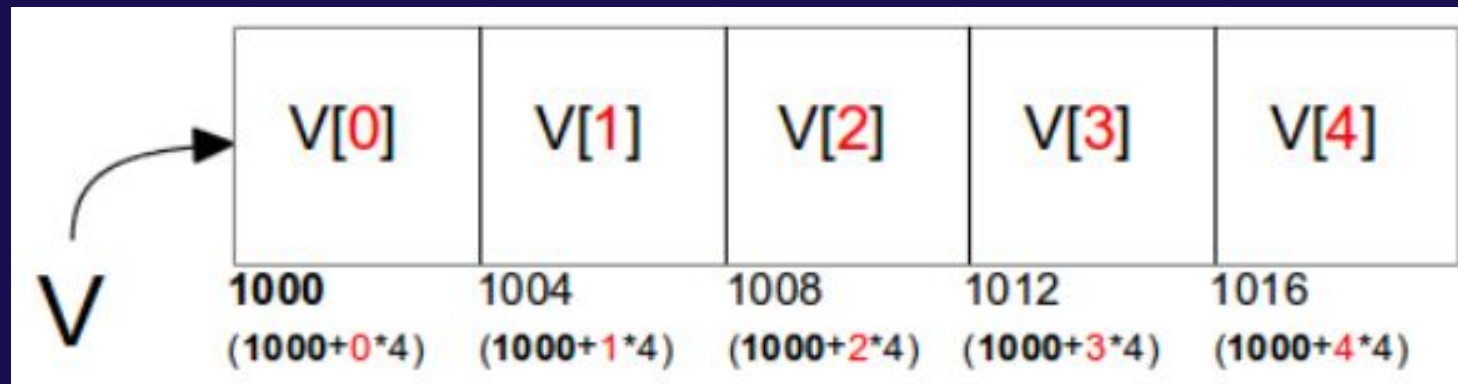 V[0] V[1] V[2] V[3] V[4]
V
1000 1004 1008 1012 1016
(1000+0*4) (1000+1*4) (1000+2*4) (1000+3*4) (1000+4*4)